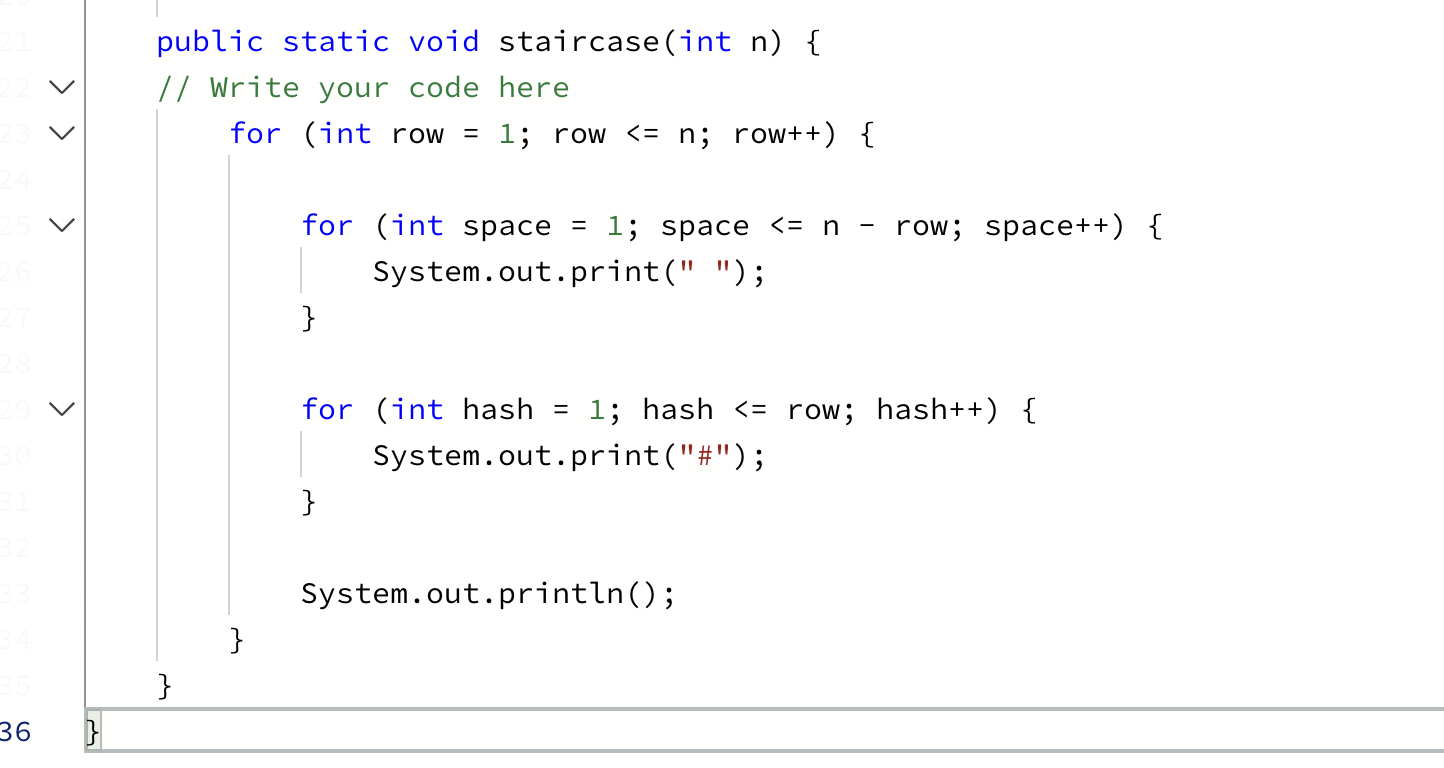 21 public static void staircase(int n) {
22 // Write your code here
23 for (int row = 1; row <= n; row++) {
24
25 for (int space = 1; space <= n - row; space++) {
26 System.out.print(" ");
27 }
28
29 for (int hash = 1; hash <= row; hash++) {
30 System.out.print("#");
31 }
32
33 System.out.println();
34 }
35 }
36 }